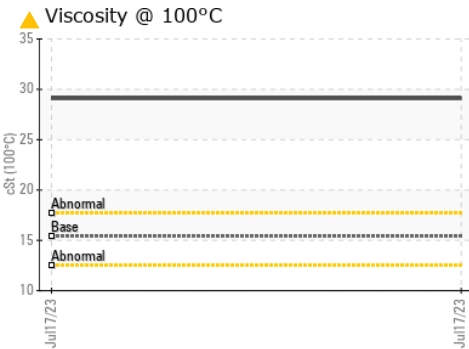 Viscosity @ 100°C
cSt (100°C)
35
30
25
20
15
10
Abnormal
Base
Abnormal
Jul17/23
Jul17/23